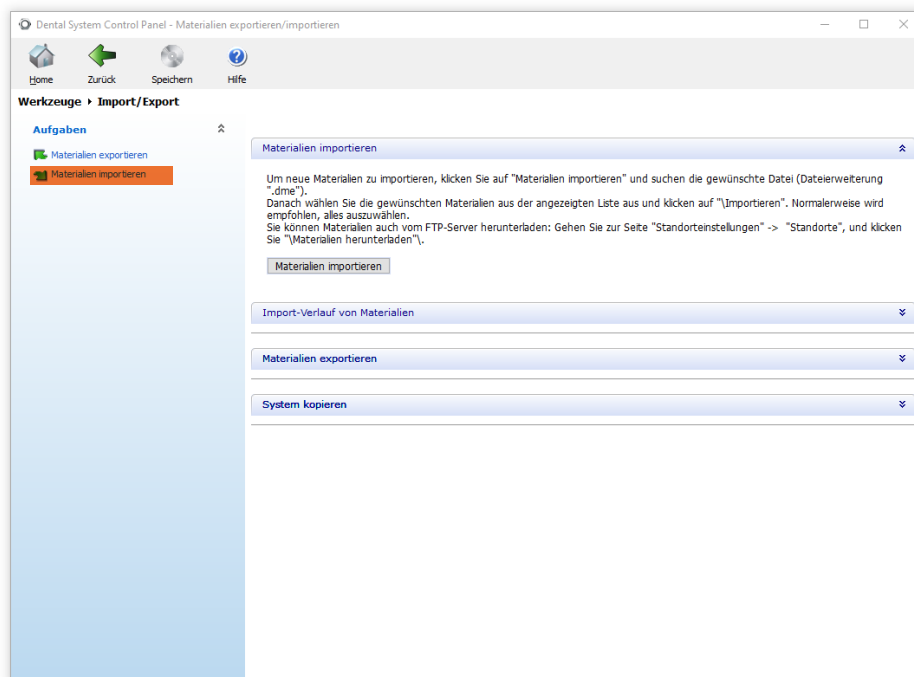 Dental System Control Panel - Materialien exportieren/importieren
Home Zurück Speichern Hilfe
Werkzeuge Import/Export
Aufgaben
Materialien exportieren
Materialien importieren
Materialien importieren
Um neue Materialien zu importieren, klicken Sie auf "Materialien importieren" und suchen die gewünschte Datei (Dateierweiterung
".dme").
Danach wählen Sie die gewünschten Materialien aus der angezeigten Liste aus und klicken auf "\Importieren". Normalerweise wird
empfohlen, alles auszuwählen.
Sie können Materialien auch vom FTP-Server herunterladen: Gehen Sie zur Seite "Standorteinstellungen" -> "Standorte", und klicken
Sie "\Materialien herunterladen"\.
Materialien importieren
Import-Verlauf von Materialien
Materialien exportieren
System kopieren